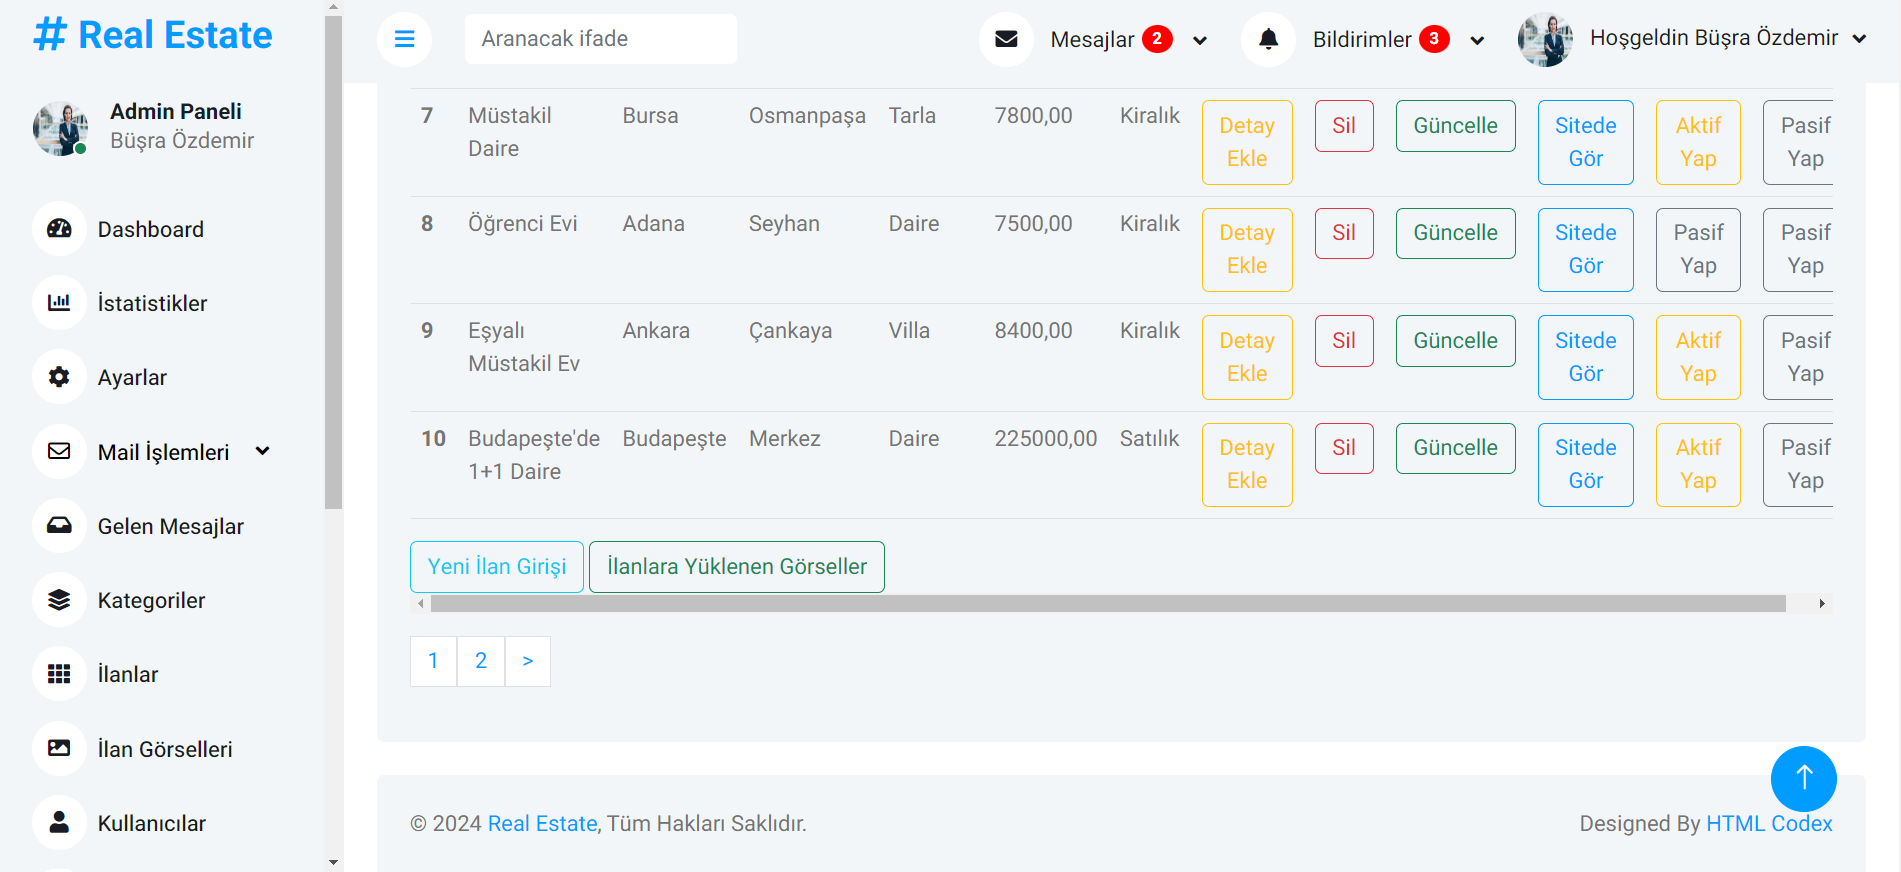 # Real Estate
Aranacak ifade
Mesajlar 2
Bildirimler 3
Hoşgeldin Büşra Özdemir
Admin Paneli
Büşra Özdemir
Dashboard
İstatistikler
Ayarlar
Mail İşlemleri
Gelen Mesajlar
Kategoriler
İlanlar
İlan Görselleri
Kullanıcılar
7 Müstakil Daire Bursa Osmanpaşa Tarla 7800,00 Kiralık Detay Ekle Sil Güncelle Sitede Gör Aktif Yap Pasif Yap
8 Öğrenci Evi Adana Seyhan Daire 7500,00 Kiralık Detay Ekle Sil Güncelle Sitede Gör Pasif Yap Pasif Yap
9 Eşyalı Müstakil Ev Ankara Çankaya Villa 8400,00 Kiralık Detay Ekle Sil Güncelle Sitede Gör Aktif Yap Pasif Yap
10 Budapeşte'de 1+1 Daire Budapeşte Merkez Daire 225000,00 Satılık Detay Ekle Sil Güncelle Sitede Gör Aktif Yap Pasif Yap
Yeni İlan Girişi İlanlara Yüklenen Görseller
1 2 >
© 2024 Real Estate, Tüm Hakları Saklıdır.
Designed By HTML Codex